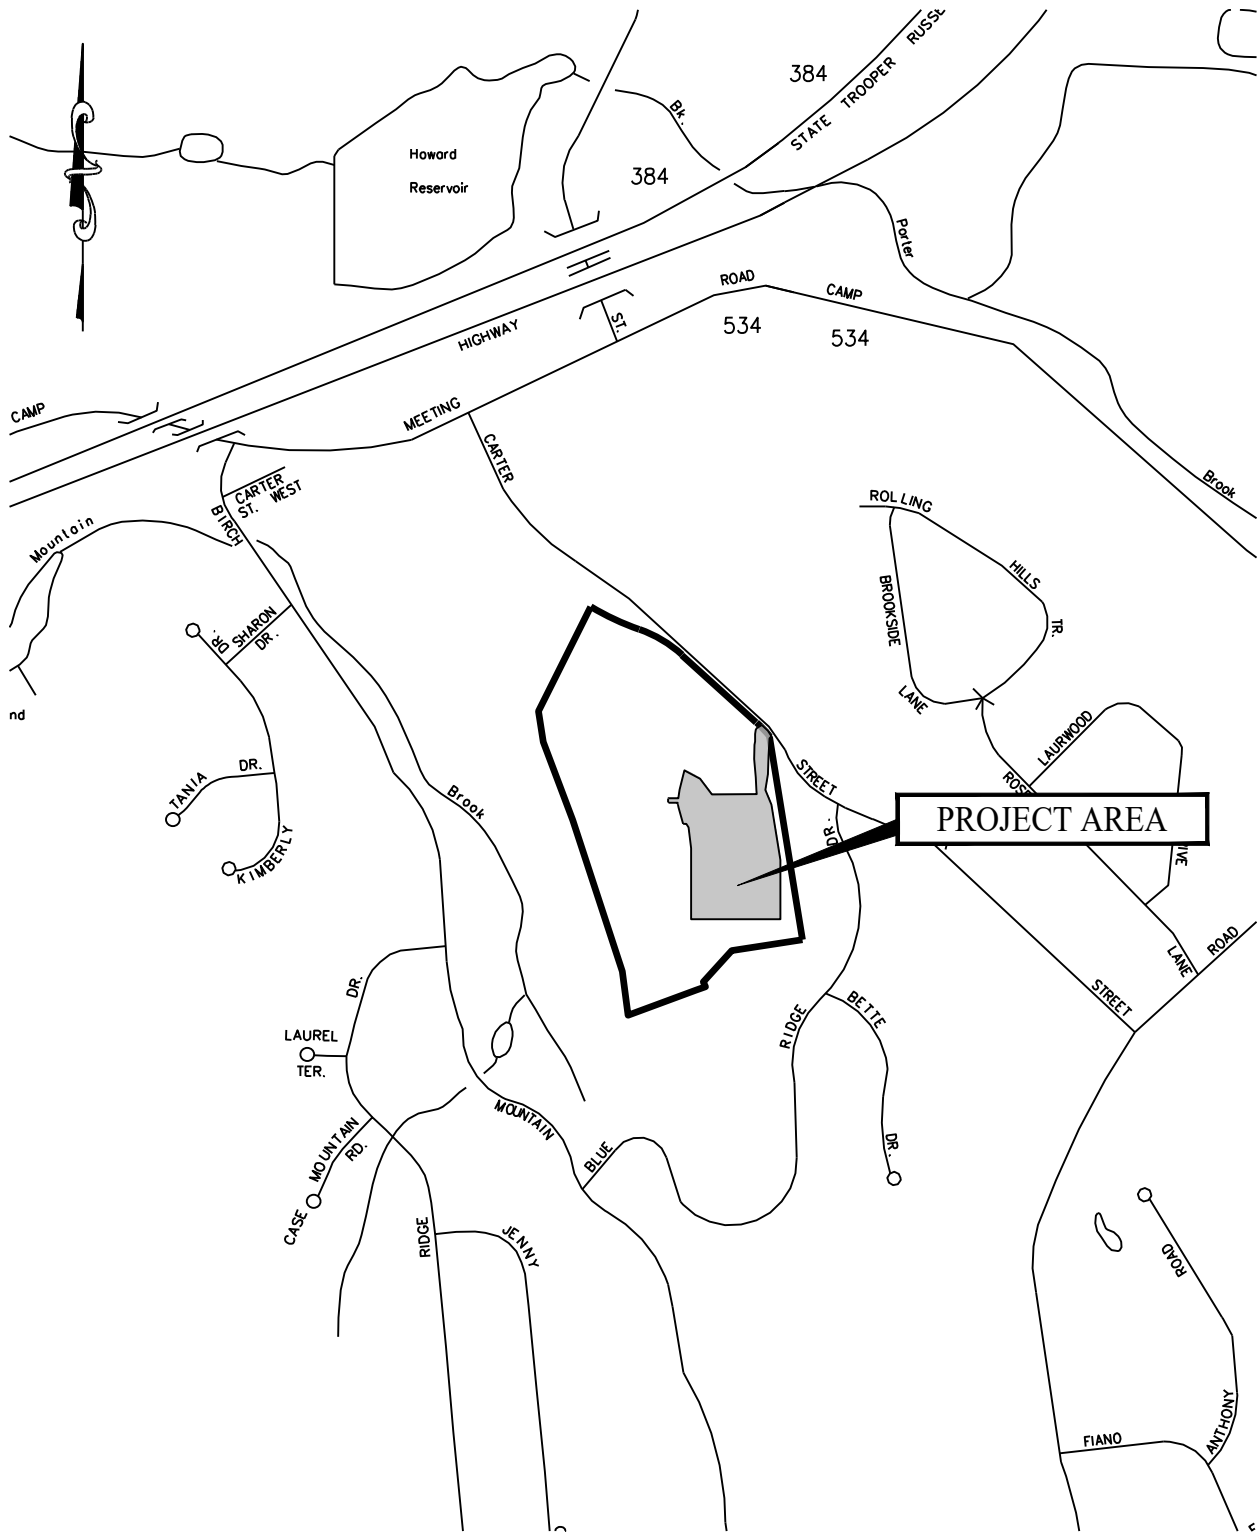 384
RUSSE
STATE TROOPER
Bk.
Howard
Reservoir
384
Porter
ROAD
CAMP
534
534
ST.
HIGHWAY
CAMP
MEETING
CARTER
CARTER
ST. WEST
BIRCH
Mountain
Brook
ROLLING
HILLS
TR.
BROOKSIDE
LANE
SHARON
DR.
DR.
nd
LAURWOOD
ROSE
DR.
TANIA
KIMBERLY
Brook
STREET
DR.
PROJECT AREA
IVE
LANE
ROAD
STREET
DR.
LAUREL
TER.
RIDGE
BETTE
DR.
MOUNTAIN
BLUE
CASE MOUNTAIN
RD.
RIDGE
JENNY
ROAD
ANTHONY
FIANO